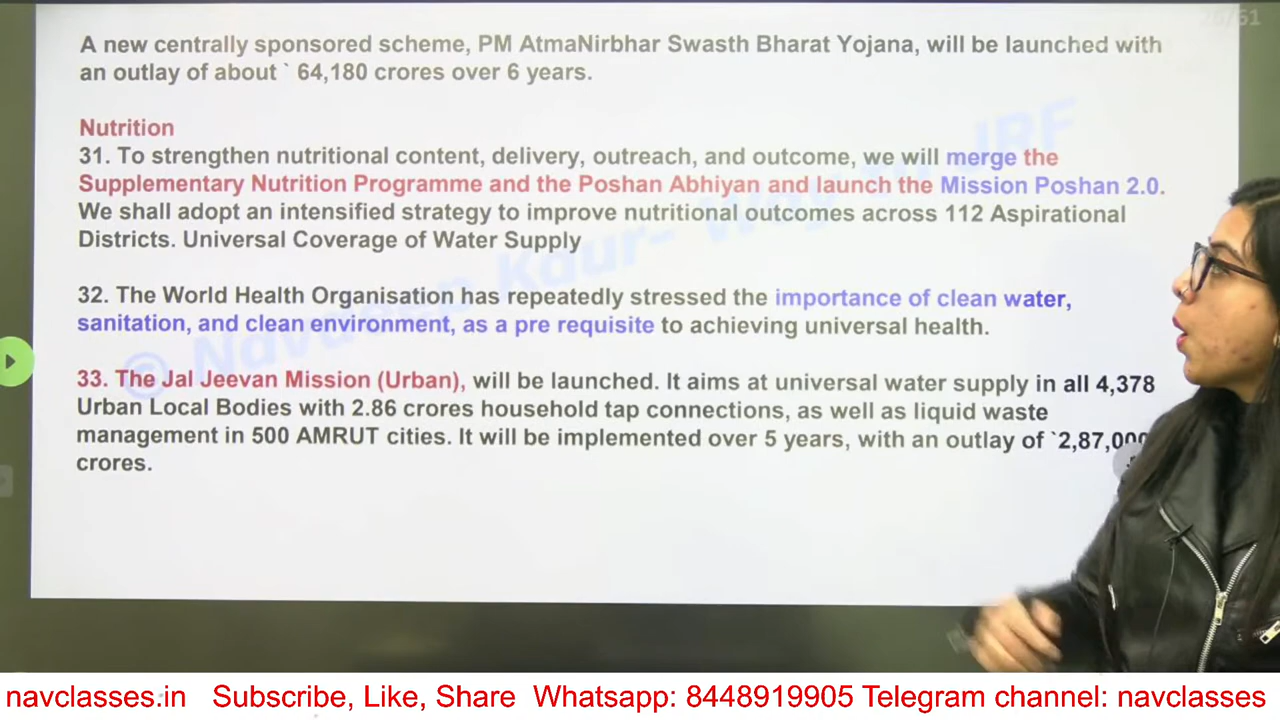 26/61
A new centrally sponsored scheme, PM AtmaNirbhar Swasth Bharat Yojana, will be launched with
an outlay of about ` 64,180 crores over 6 years.
Nutrition
31. To strengthen nutritional content, delivery, outreach, and outcome, we will merge the
Supplementary Nutrition Programme and the Poshan Abhiyan and launch the Mission Poshan 2.0.
We shall adopt an intensified strategy to improve nutritional outcomes across 112 Aspirational
Districts. Universal Coverage of Water Supply
32. The World Health Organisation has repeatedly stressed the importance of clean water,
sanitation, and clean environment, as a pre requisite to achieving universal health.
33. The Jal Jeevan Mission (Urban), will be launched. It aims at universal water supply in all 4,378
Urban Local Bodies with 2.86 crores household tap connections, as well as liquid waste
management in 500 AMRUT cities. It will be implemented over 5 years, with an outlay of `2,87,000
crores.
© Navdeep Kaur- Way to JRF
navclasses.in Subscribe, Like, Share Whatsapp: 8448919905 Telegram channel: navclasses